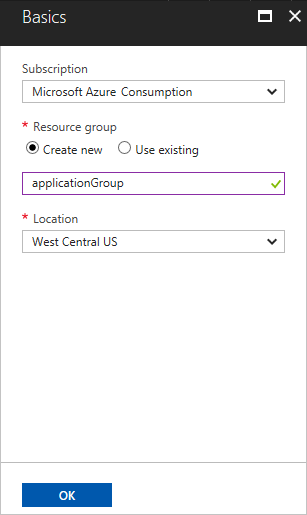 Basics
Subscription
Microsoft Azure Consumption
* Resource group
Create new Use existing
applicationGroup
* Location
West Central US
OK